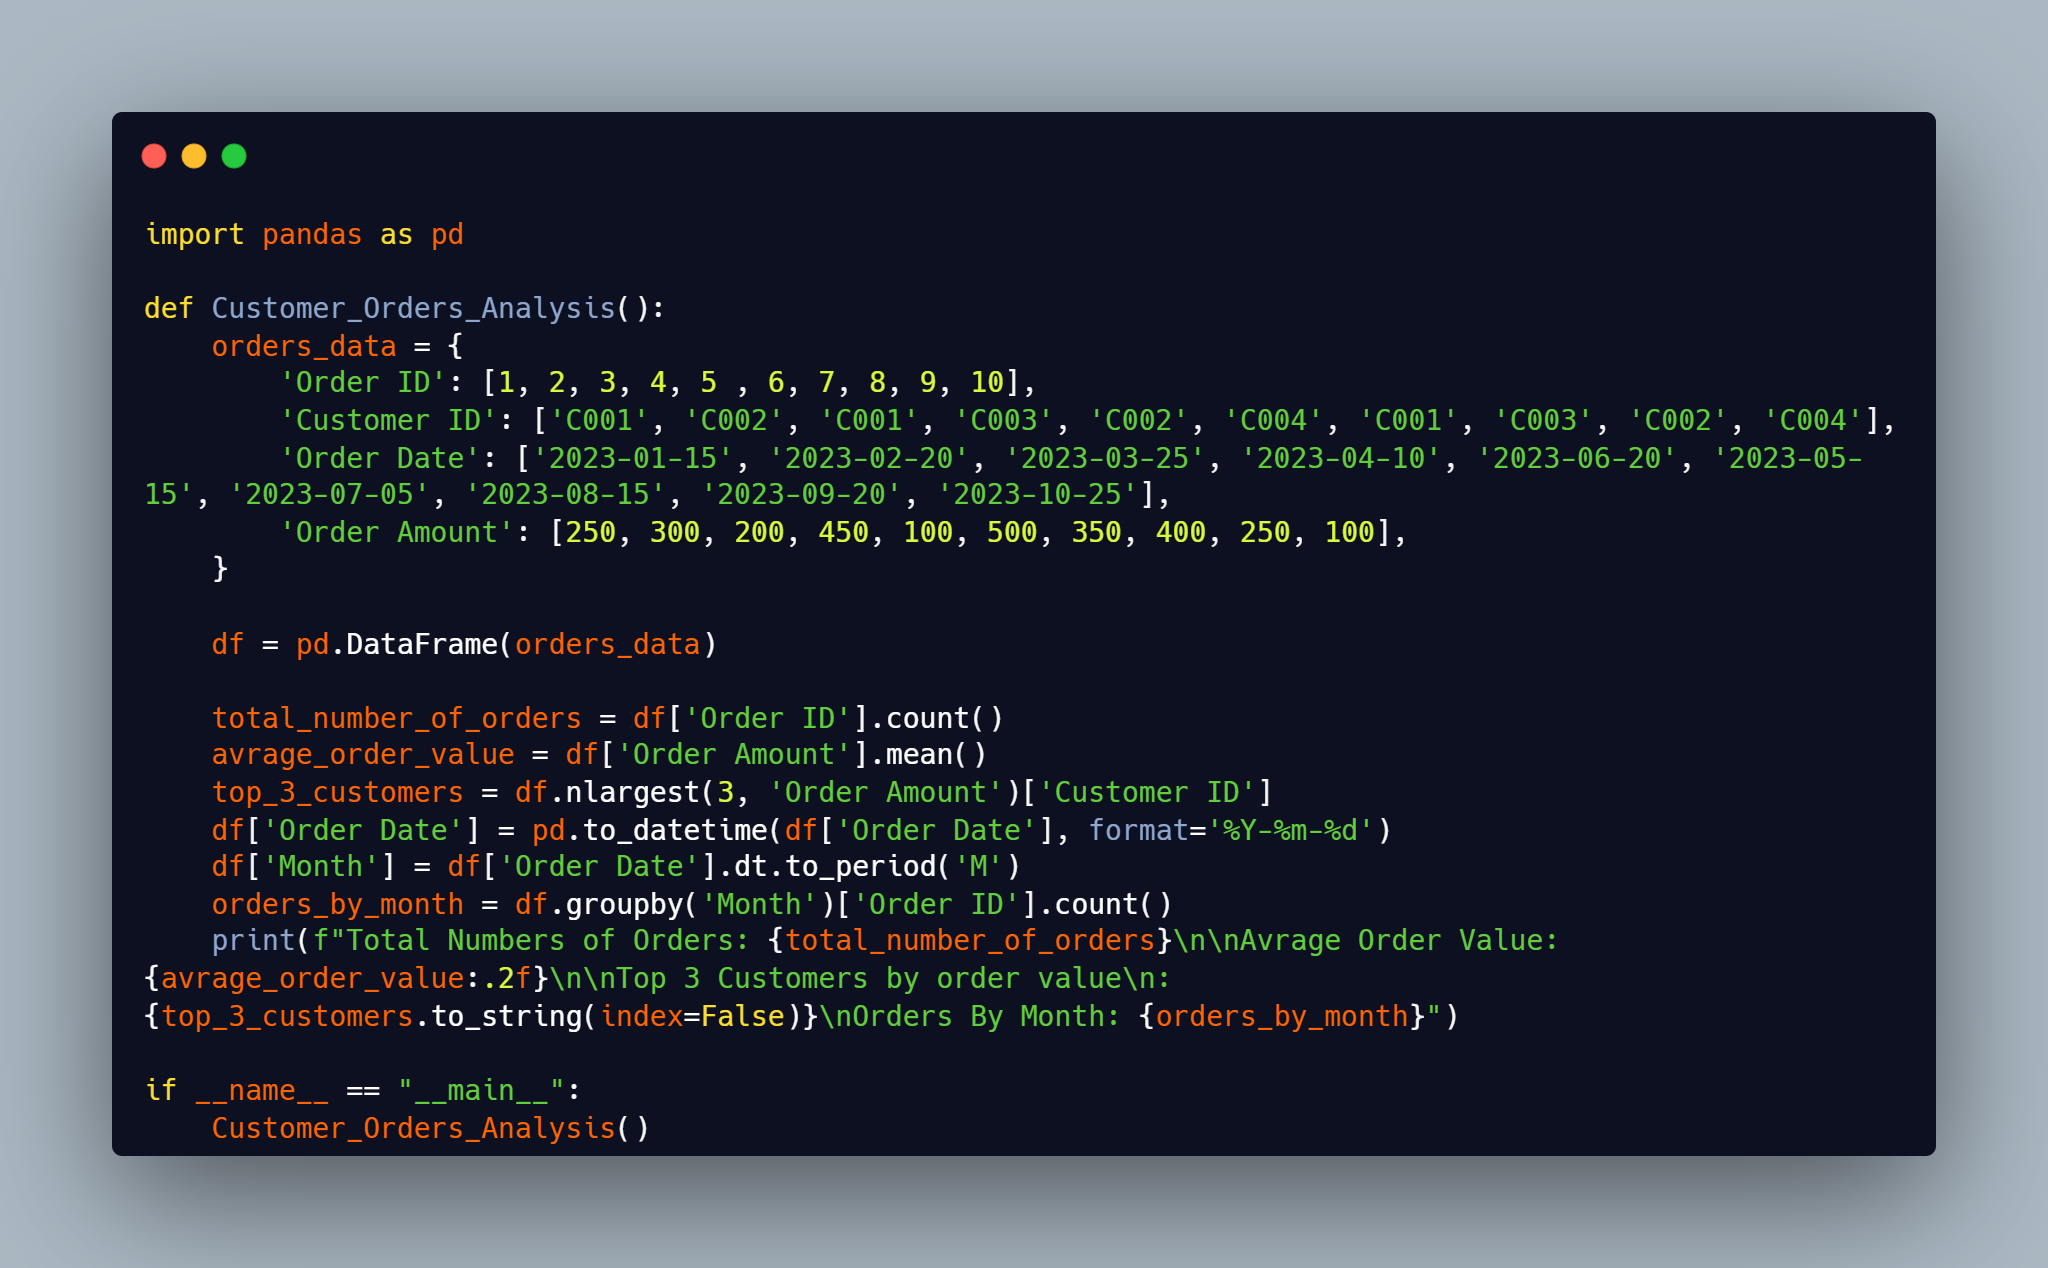 import pandas as pd

def Customer_Orders_Analysis():
    orders_data = {
        'Order ID': [1, 2, 3, 4, 5 , 6, 7, 8, 9, 10],
        'Customer ID': ['C001', 'C002', 'C001', 'C003', 'C002', 'C004', 'C001', 'C003', 'C002', 'C004'],
        'Order Date': ['2023-01-15', '2023-02-20', '2023-03-25', '2023-04-10', '2023-06-20', '2023-05-
15', '2023-07-05', '2023-08-15', '2023-09-20', '2023-10-25'],
        'Order Amount': [250, 300, 200, 450, 100, 500, 350, 400, 250, 100],
    }

    df = pd.DataFrame(orders_data)

    total_number_of_orders = df['Order ID'].count()
    avrage_order_value = df['Order Amount'].mean()
    top_3_customers = df.nlargest(3, 'Order Amount')['Customer ID']
    df['Order Date'] = pd.to_datetime(df['Order Date'], format='%Y-%m-%d')
    df['Month'] = df['Order Date'].dt.to_period('M')
    orders_by_month = df.groupby('Month')['Order ID'].count()
    print(f"Total Numbers of Orders: {total_number_of_orders}\n\nAvrage Order Value:
{avrage_order_value:.2f}\n\nTop 3 Customers by order value\n:
{top_3_customers.to_string(index=False)}\nOrders By Month: {orders_by_month}")

if __name__ == "__main__":
    Customer_Orders_Analysis()